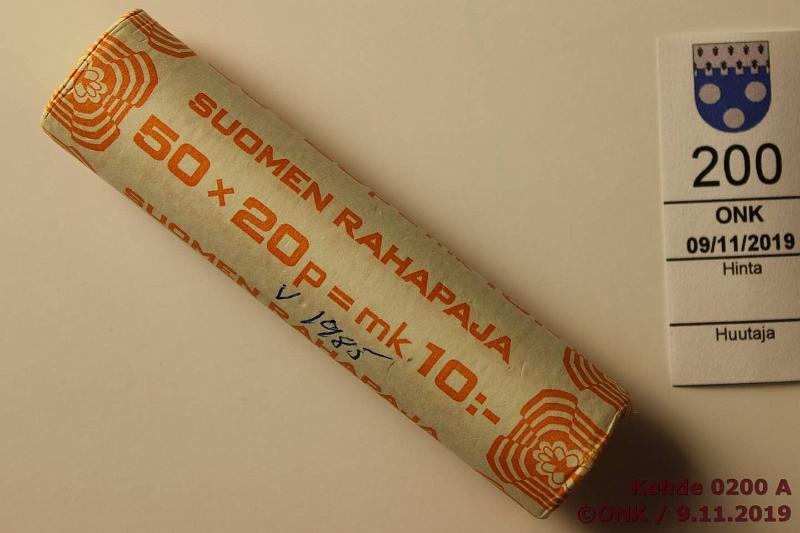 SUOMEN RAHAPAJA
50 x 20p = mk 10:-
V 1985
SUOMEN RAHAPAJA
200
ONK
09/11/2019
Hinta
Huutaja
Kohde 0200 A
©ONK / 9.11.2019